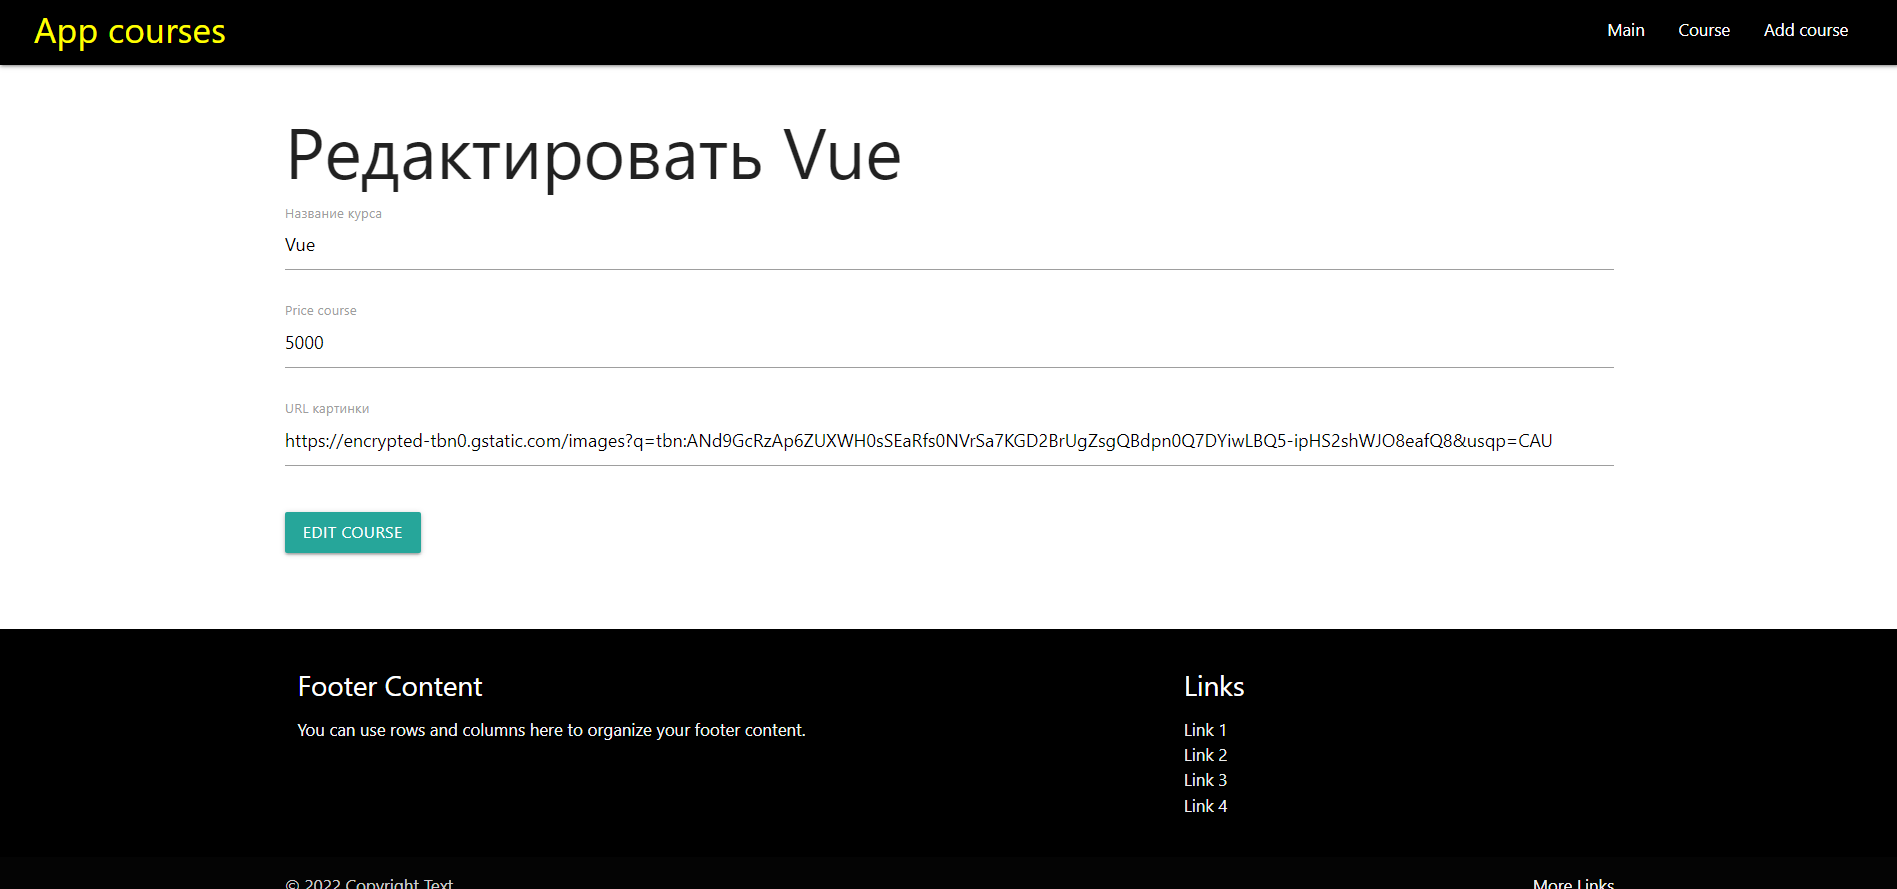 App courses
Main
Course
Add course
Редактировать Vue
Название курса
Vue
Price course
5000
URL картинки
https://encrypted-tbn0.gstatic.com/images?q=tbn:ANd9GcRzAp6ZUXWH0sSEaRfs0NVrSa7KGD2BrUgZsgQBdpn0Q7DYiwLBQ5-ipHS2shWJO8eafQ8&usqp=CAU
EDIT COURSE
Footer Content
You can use rows and columns here to organize your footer content.
Links
Link 1
Link 2
Link 3
Link 4
© 2022 Copyright Text
More Links